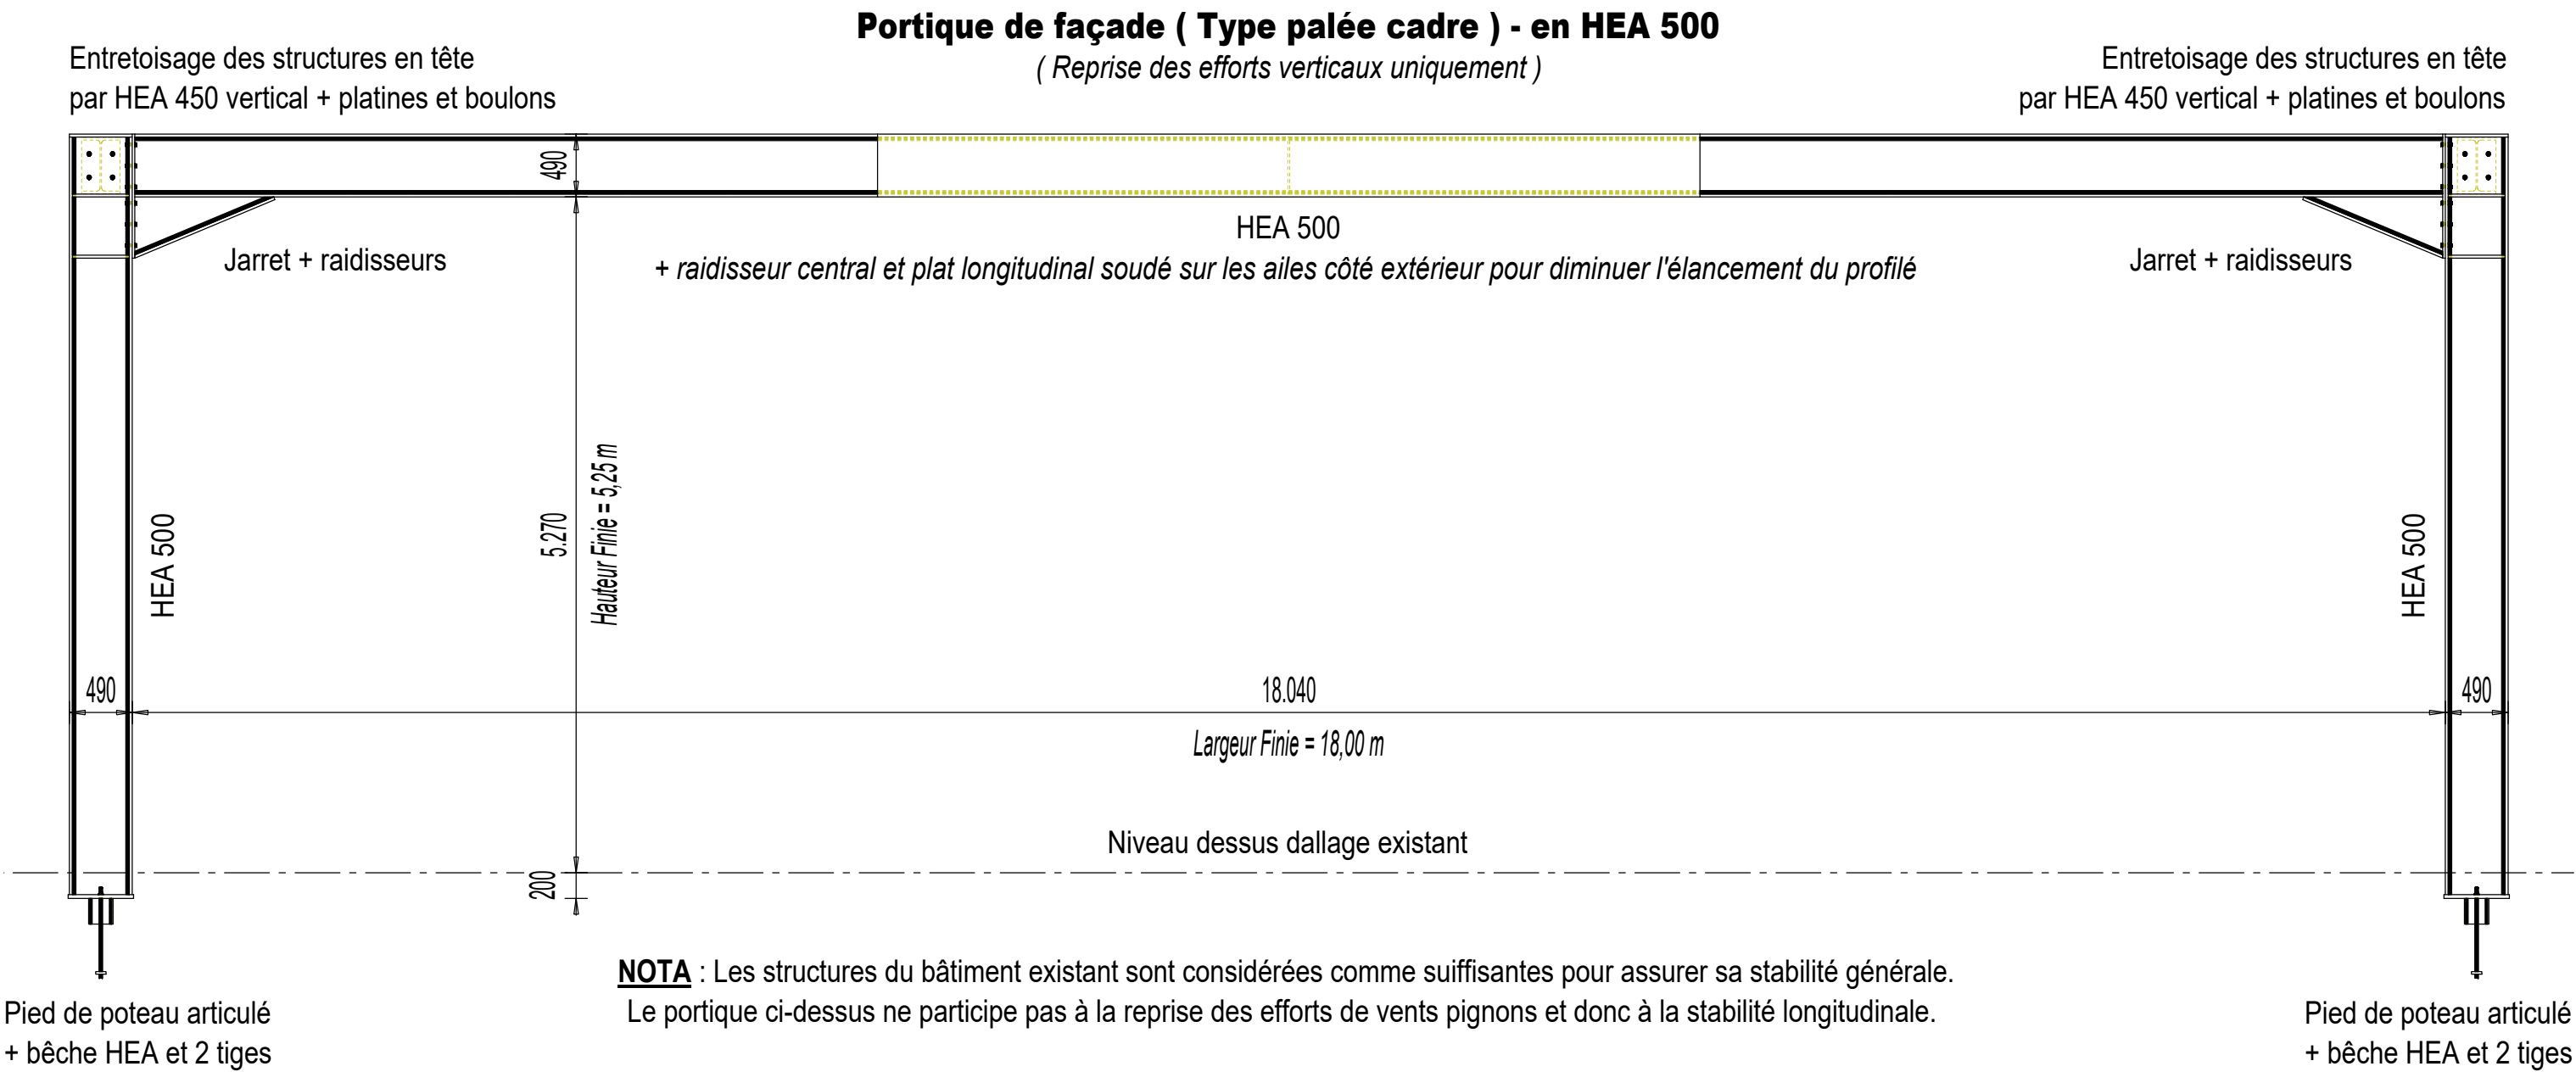 Portique de façade ( Type palée cadre ) - en HEA 500
( Reprise des efforts verticaux uniquement )
Entretoisage des structures en tête
par HEA 450 vertical + platines et boulons
Entretoisage des structures en tête
par HEA 450 vertical + platines et boulons
490
HEA 500
+ raidisseur central et plat longitudinal soudé sur les ailes côté extérieur pour diminuer l'élancement du profilé
Jarret + raidisseurs
Jarret + raidisseurs
HEA 500
5.270
Hauteur Finie = 5,25 m
HEA 500
490
18.040
490
Largeur Finie = 18,00 m
Niveau dessus dallage existant
200
NOTA : Les structures du bâtiment existant sont considérées comme suiffisantes pour assurer sa stabilité générale.
Le portique ci-dessus ne participe pas à la reprise des efforts de vents pignons et donc à la stabilité longitudinale.
Pied de poteau articulé
+ bêche HEA et 2 tiges
Pied de poteau articulé
+ bêche HEA et 2 tiges